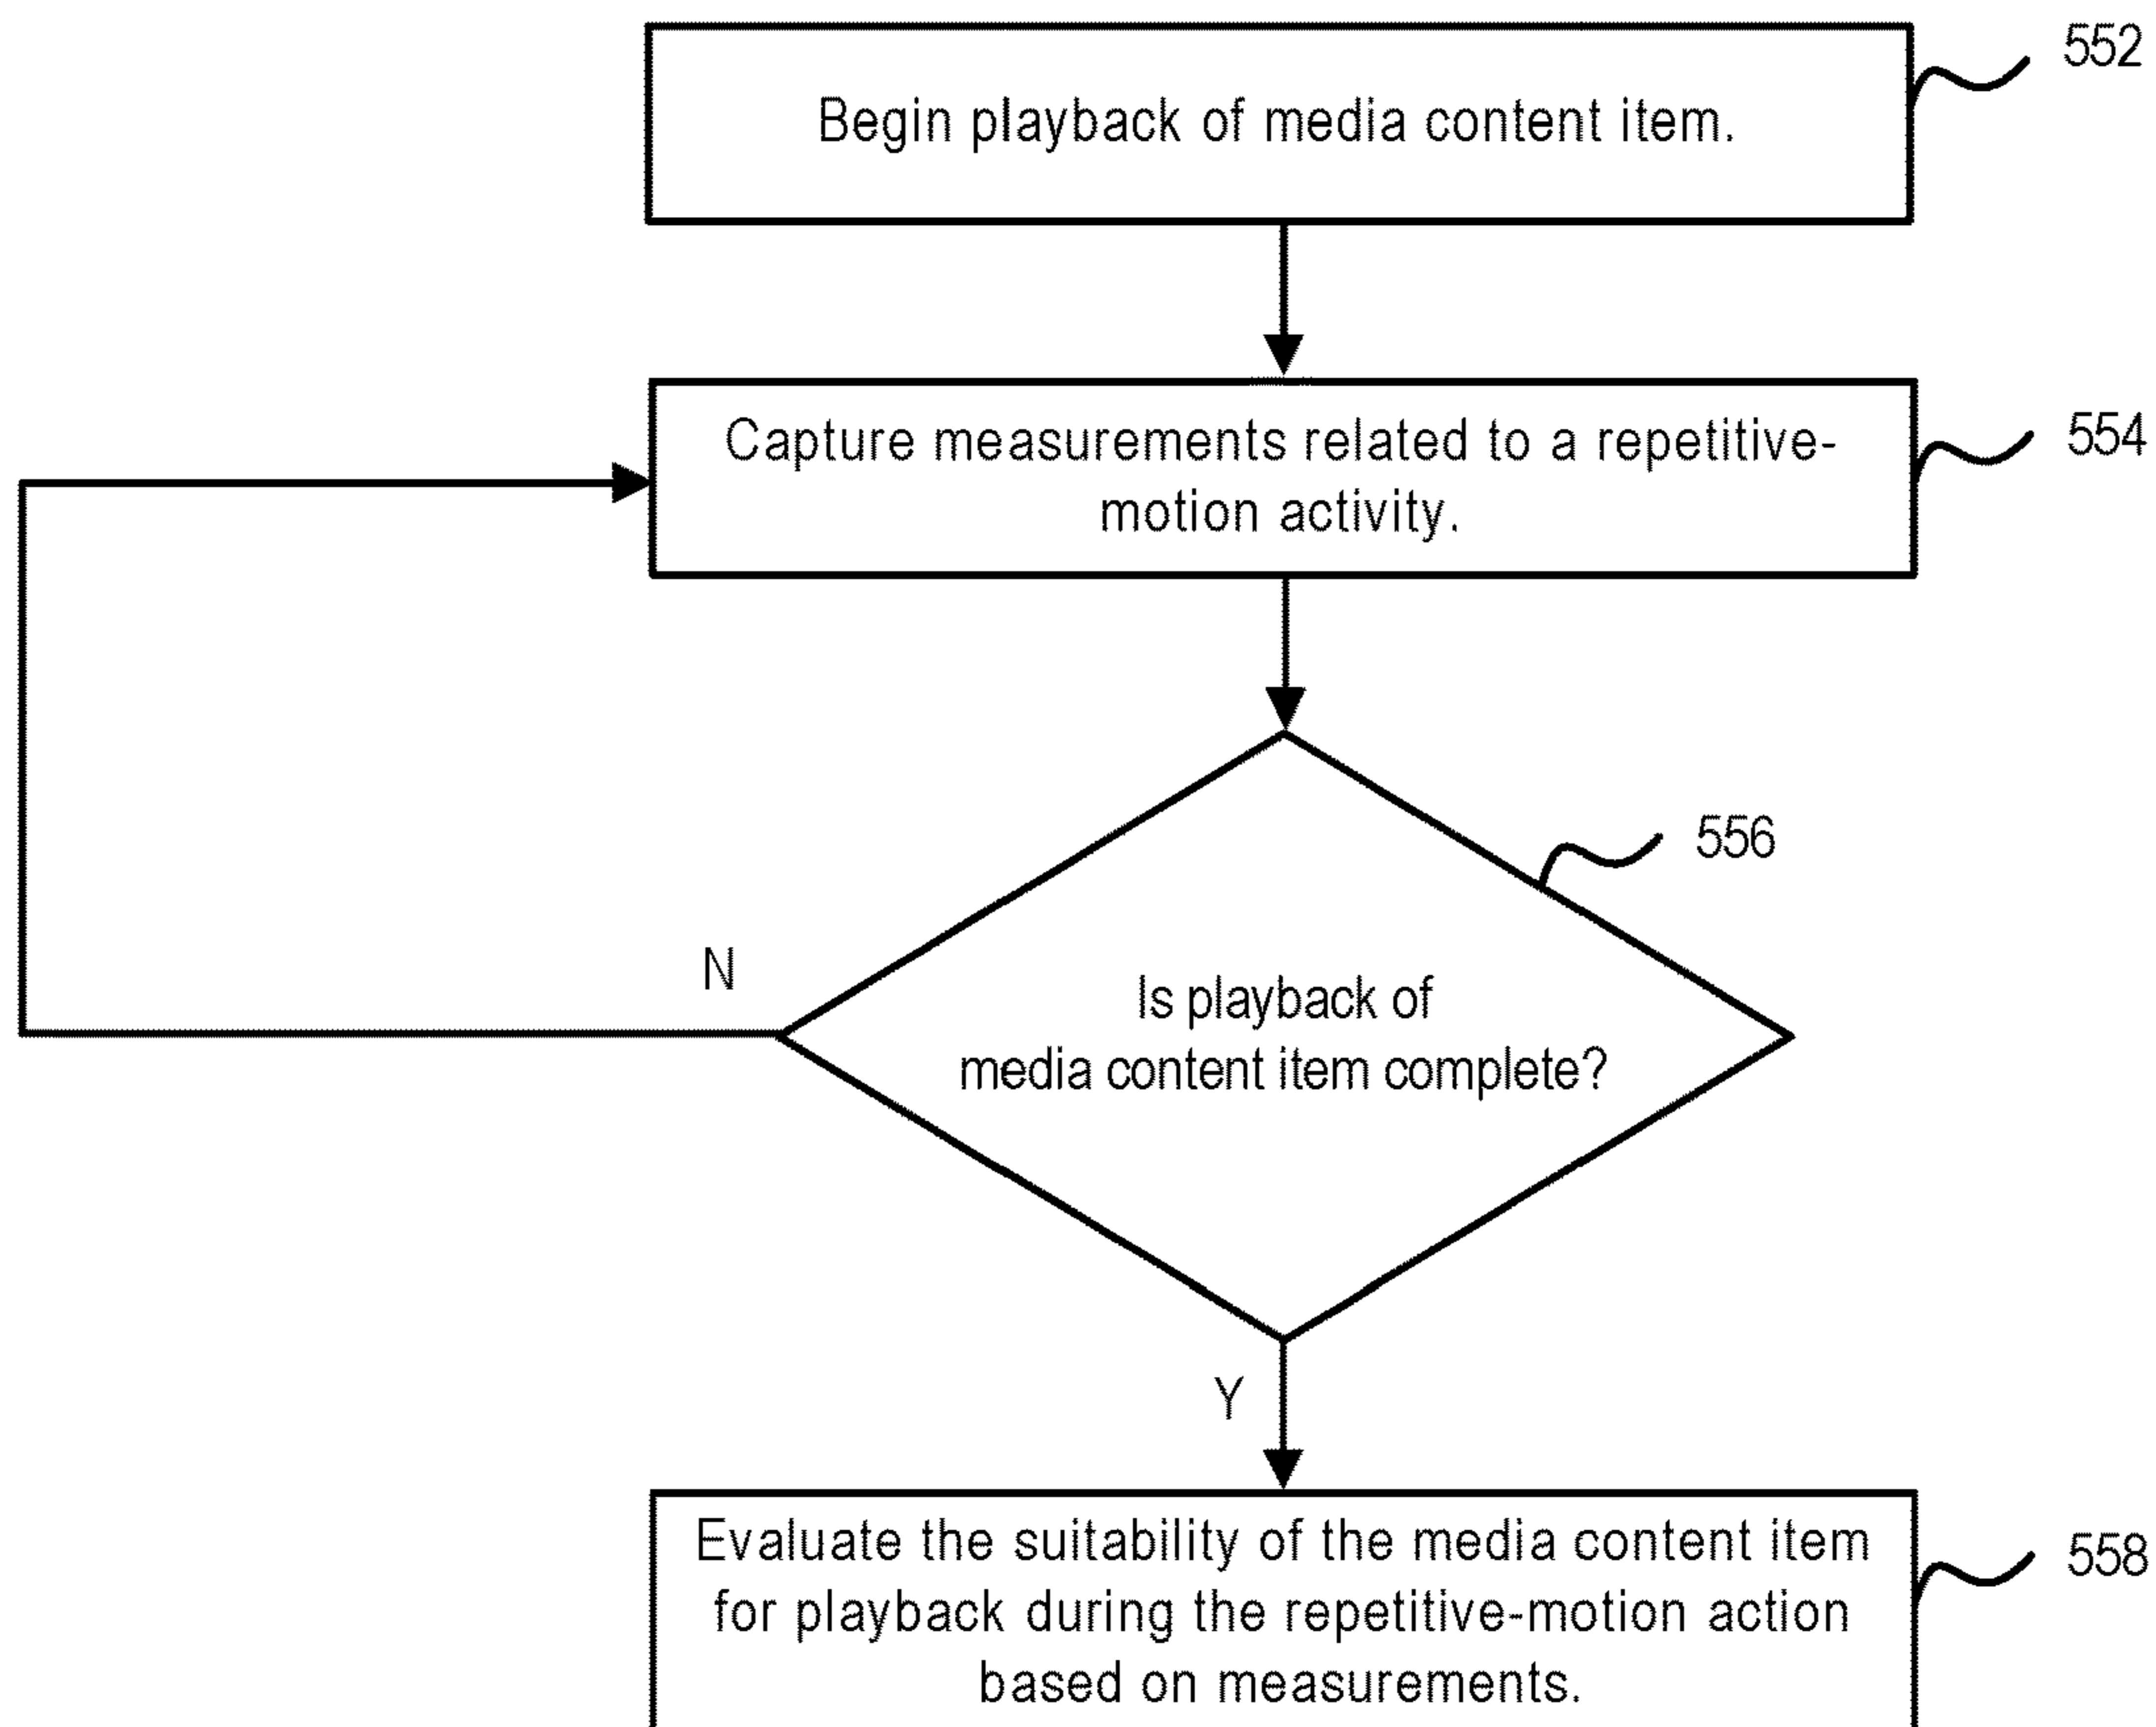 552
Begin playback of media content item.
554
Capture measurements related to a repetitive-
motion activity.
556
N
Is playback of
media content item complete?
Y
558
Evaluate the suitability of the media content item
for playback during the repetitive-motion action
based on measurements.